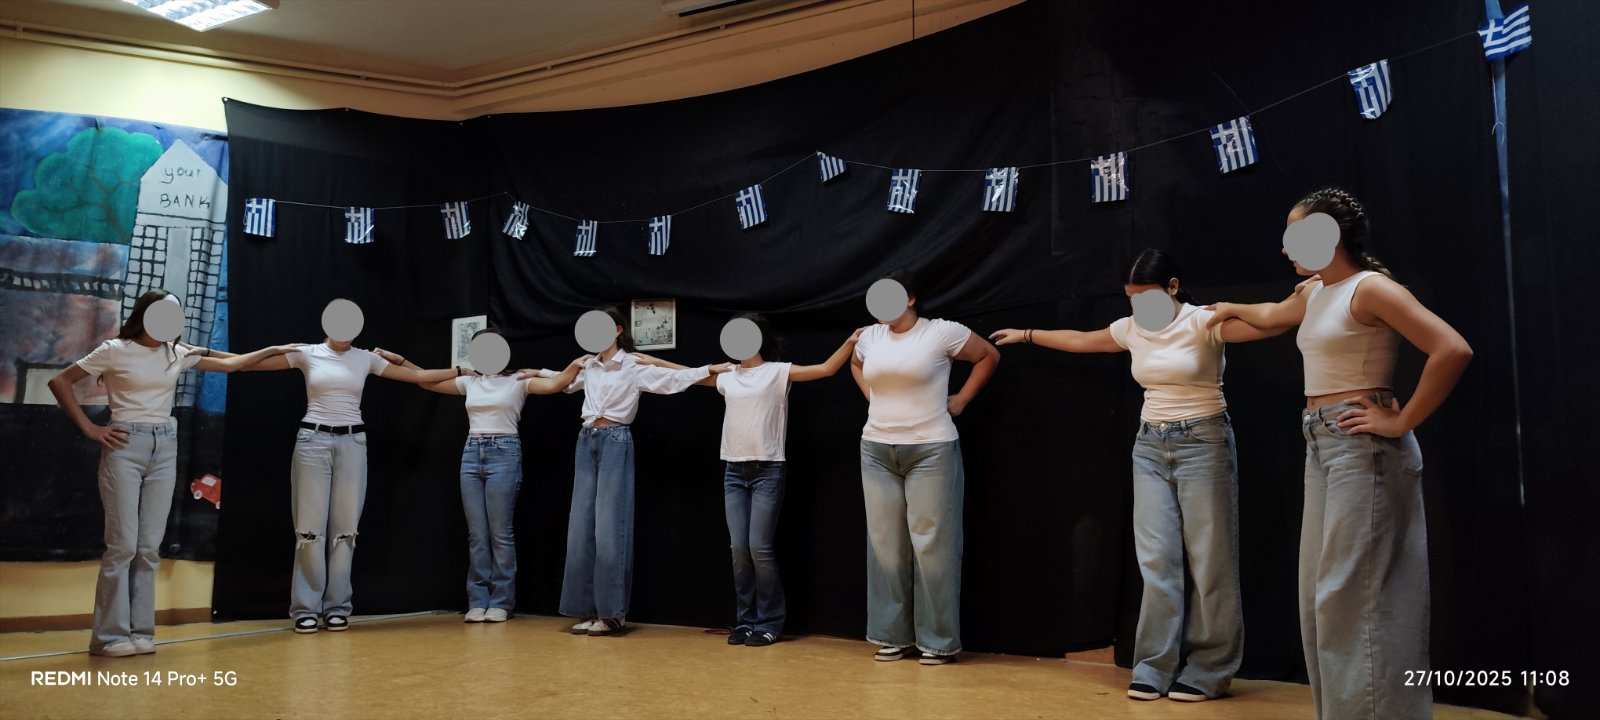 your
BANK
REDMI Note 14 Pro+ 5G
27/10/2025 11:08